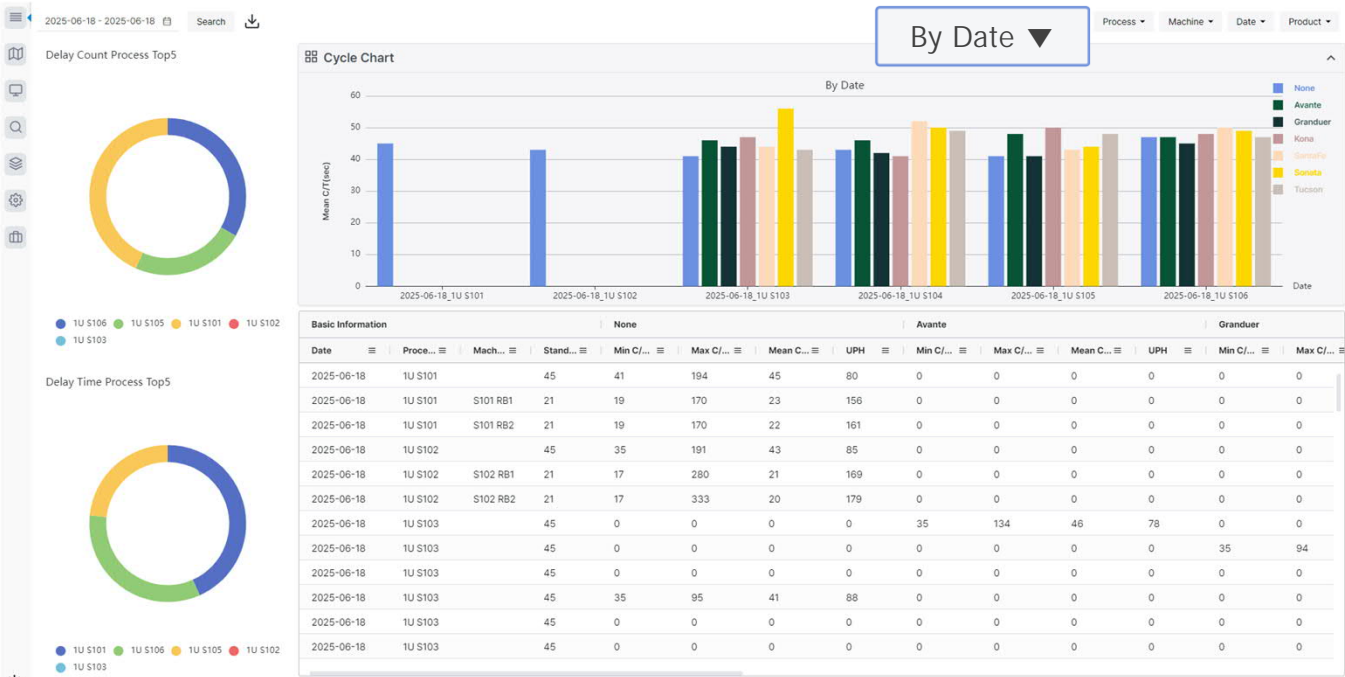 2025-06-18 - 2025-06-18 Search
By Date ▼
Process Machine Date Product
Delay Count Process Top5
1U S106 1U S105 1U S101 1U S102
1U S103
Delay Time Process Top5
1U S101 1U S106 1U S105 1U S102
1U S103
Cycle Chart
By Date
Mean C/T(sec)
60
50
40
30
20
10
0
2025-06-18_1U S101 2025-06-18_1U S102 2025-06-18_1U S103 2025-06-18_1U S104 2025-06-18_1U S105 2025-06-18_1U S106
Date
None
Avante
Granduer
Kona
SantaFe
Sonata
Tucson
Basic Information None Avante Granduer
Date Proce... Mach... Stand... Min C/... Max C/... Mean C... UPH Min C/... Max C/... Mean C... UPH Min C/... Max C/...
2025-06-18 1U S101 45 41 194 45 80 0 0 0 0 0 0
2025-06-18 1U S101 S101 RB1 21 19 170 23 156 0 0 0 0 0 0
2025-06-18 1U S101 S101 RB2 21 19 170 22 161 0 0 0 0 0 0
2025-06-18 1U S102 45 35 191 43 85 0 0 0 0 0 0
2025-06-18 1U S102 S102 RB1 21 17 280 21 169 0 0 0 0 0 0
2025-06-18 1U S102 S102 RB2 21 17 333 20 179 0 0 0 0 0 0
2025-06-18 1U S103 45 0 0 0 0 35 134 46 78 0 0
2025-06-18 1U S103 45 0 0 0 0 0 0 0 0 35 94
2025-06-18 1U S103 45 0 0 0 0 0 0 0 0 0 0
2025-06-18 1U S103 45 35 95 41 88 0 0 0 0 0 0
2025-06-18 1U S103 45 0 0 0 0 0 0 0 0 0 0
2025-06-18 1U S103 45 0 0 0 0 0 0 0 0 0 0